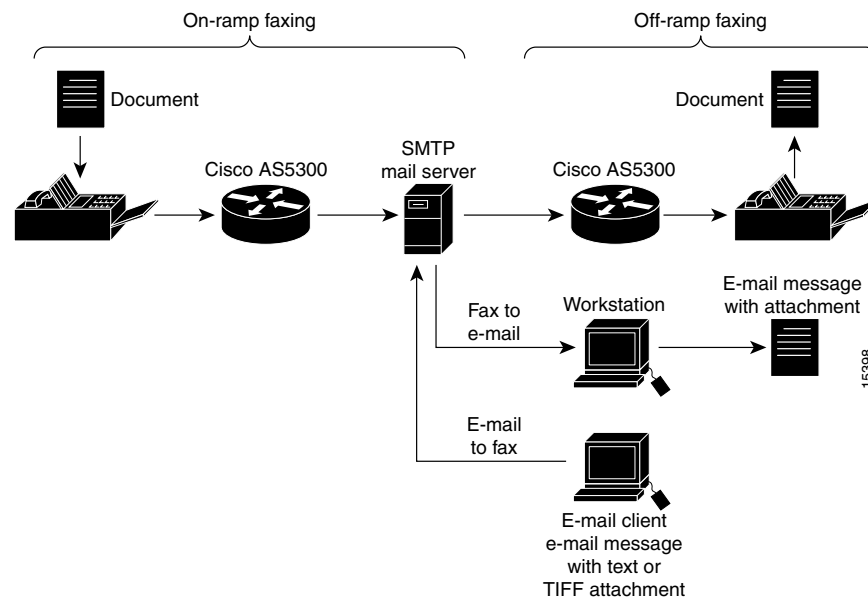 On-ramp faxing
Off-ramp faxing
Document
Document
Cisco AS5300
SMTP
mail server
Cisco AS5300
Fax to
e-mail
Workstation
E-mail message
with attachment
15398
E-mail
to fax
E-mail client
e-mail message
with text or
TIFF attachment